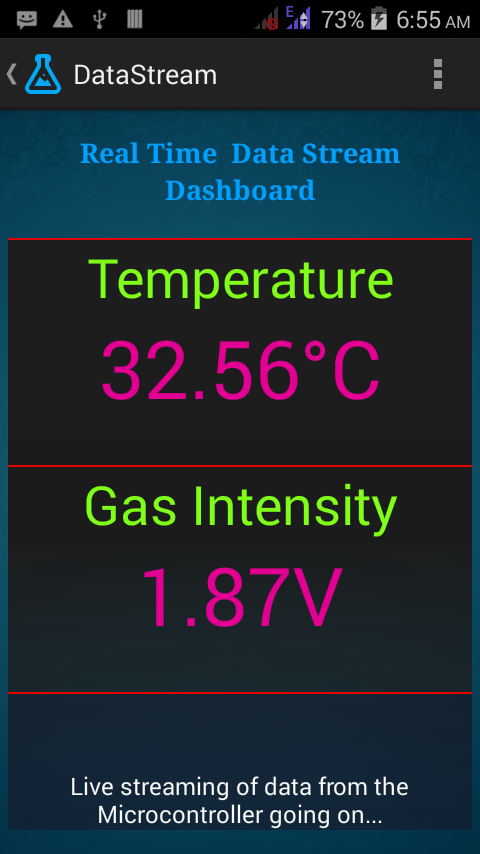 E 73% 6:55 AM
DataStream
Real Time Data Stream
Dashboard
Temperature
32.56°C
Gas Intensity
1.87V
Live streaming of data from the
Microcontroller going on...